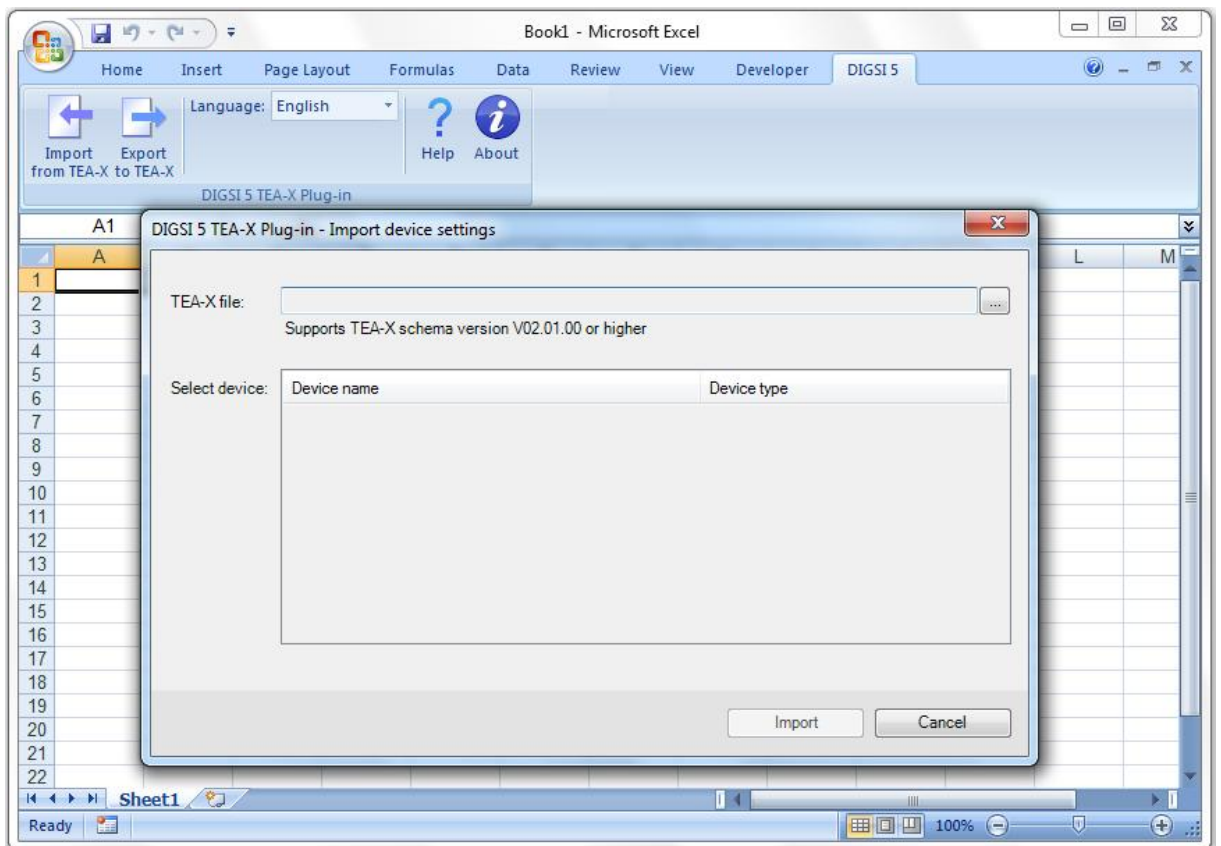 Book1 - Microsoft Excel
Home Insert Page Layout Formulas Data Review View Developer DIGSI 5
Import from TEA-X
Export to TEA-X
Language: English
Help
About
DIGSI 5 TEA-X Plug-in
A1
DIGSI 5 TEA-X Plug-in - Import device settings
A L M
TEA-X file: ...
Supports TEA-X schema version V02.01.00 or higher
Select device: Device name Device type
1
2
3
4
5
6
7
8
9
10
11
12
13
14
15
16
17
18
19
20
21
22
Import Cancel
Sheet1
Ready 100%